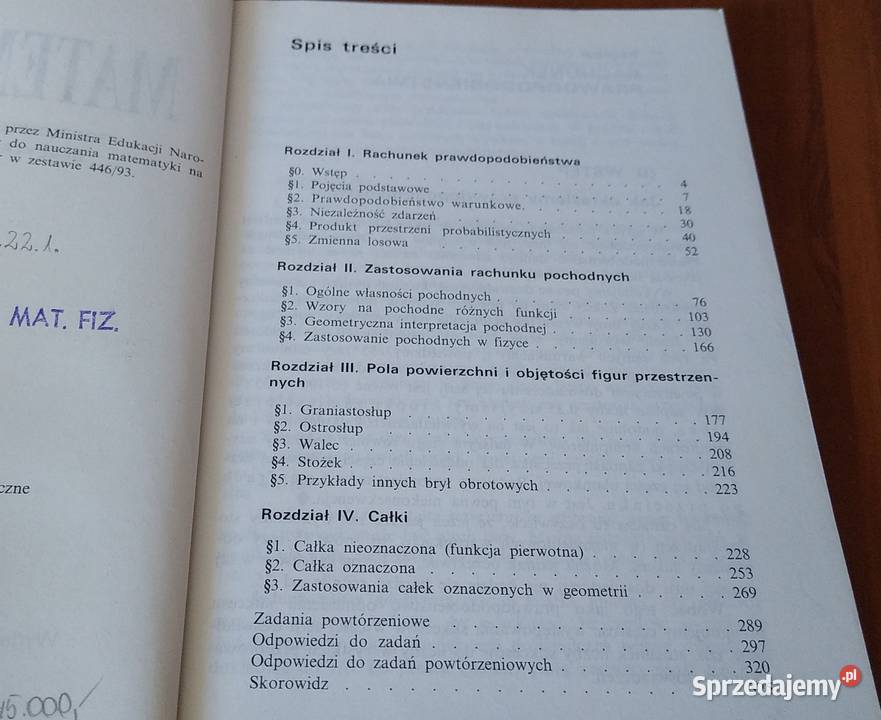 MATEM
przez Ministra Edukacji Naro-
do nauczania matematyki na
w zestawie 446/93.
22.1.
MAT. FIZ.
czne
15.000,/
Spis treści
Rozdział I. Rachunek prawdopodobieństwa
§0. Wstęp . . . . . . . . . . . . . . . . . 4
§1. Pojęcia podstawowe . . . . . . . . . . . . 7
§2. Prawdopodobieństwo warunkowe. . . . . . . . . 18
§3. Niezależność zdarzeń . . . . . . . . . . . 30
§4. Produkt przestrzeni probabilistycznych . . . . . . 40
§5. Zmienna losowa . . . . . . . . . . . . . 52
Rozdział II. Zastosowania rachunku pochodnych
§1. Ogólne własności pochodnych . . . . . . . . . 76
§2. Wzory na pochodne różnych funkcji . . . . . . . 103
§3. Geometryczna interpretacja pochodnej . . . . . . . 130
§4. Zastosowanie pochodnych w fizyce . . . . . . . . 166
Rozdział III. Pola powierzchni i objętości figur przestrzen-
nych
§1. Graniastosłup . . . . . . . . . . . . . . 177
§2. Ostrosłup . . . . . . . . . . . . . . . 194
§3. Walec . . . . . . . . . . . . . . . . . 208
§4. Stożek . . . . . . . . . . . . . . . . . 216
§5. Przykłady innych brył obrotowych . . . . . . . . 223
Rozdział IV. Całki
§1. Całka nieoznaczona (funkcja pierwotna) . . . . . . . 228
§2. Całka oznaczona . . . . . . . . . . . . . 253
§3. Zastosowania całek oznaczonych w geometrii . . . . . 269
Zadania powtórzeniowe . . . . . . . . . . . . 289
Odpowiedzi do zadań . . . . . . . . . . . . . 297
Odpowiedzi do zadań powtórzeniowych . . . . . . . . 320
Skorowidz . . . . . . . . . . . . . . . .
Sprzedajemy.pl